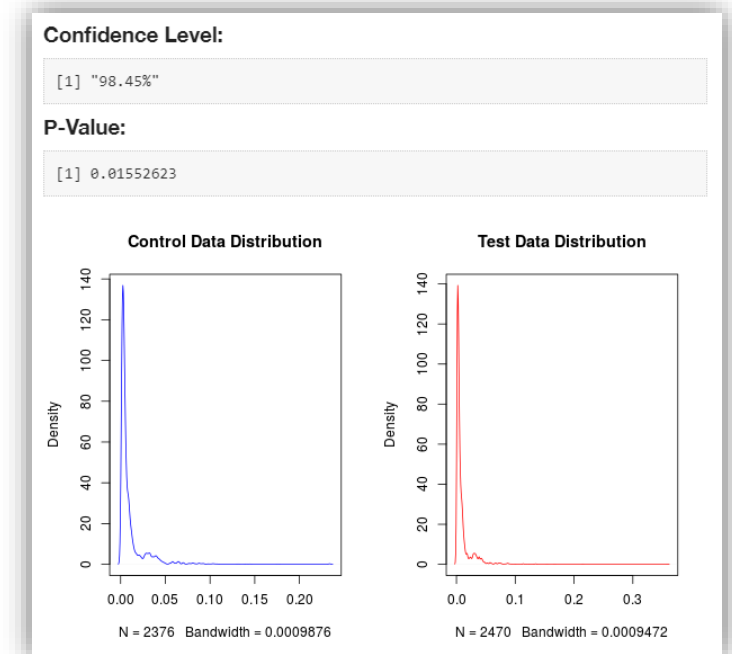 Confidence Level:
[1] "98.45%"
P-Value:
[1] 0.01552623
Control Data Distribution
Density
0 20 40 60 80 100 120 140
0.00 0.05 0.10 0.15 0.20
N = 2376 Bandwidth = 0.0009876
Test Data Distribution
Density
0 20 40 60 80 100 120 140
0.0 0.1 0.2 0.3
N = 2470 Bandwidth = 0.0009472